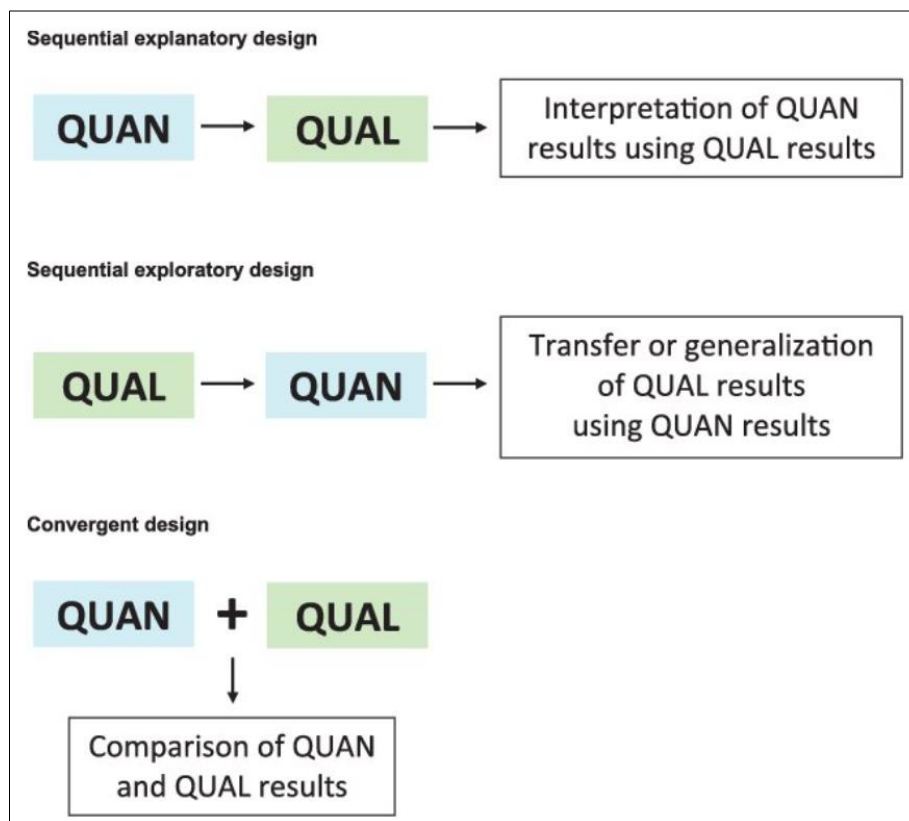 Sequential explanatory design
QUAN
QUAL
Interpretation of QUAN
results using QUAL results
Sequential exploratory design
QUAL
QUAN
Transfer or generalization
of QUAL results
using QUAN results
Convergent design
QUAN + QUAL
Comparison of QUAN
and QUAL results